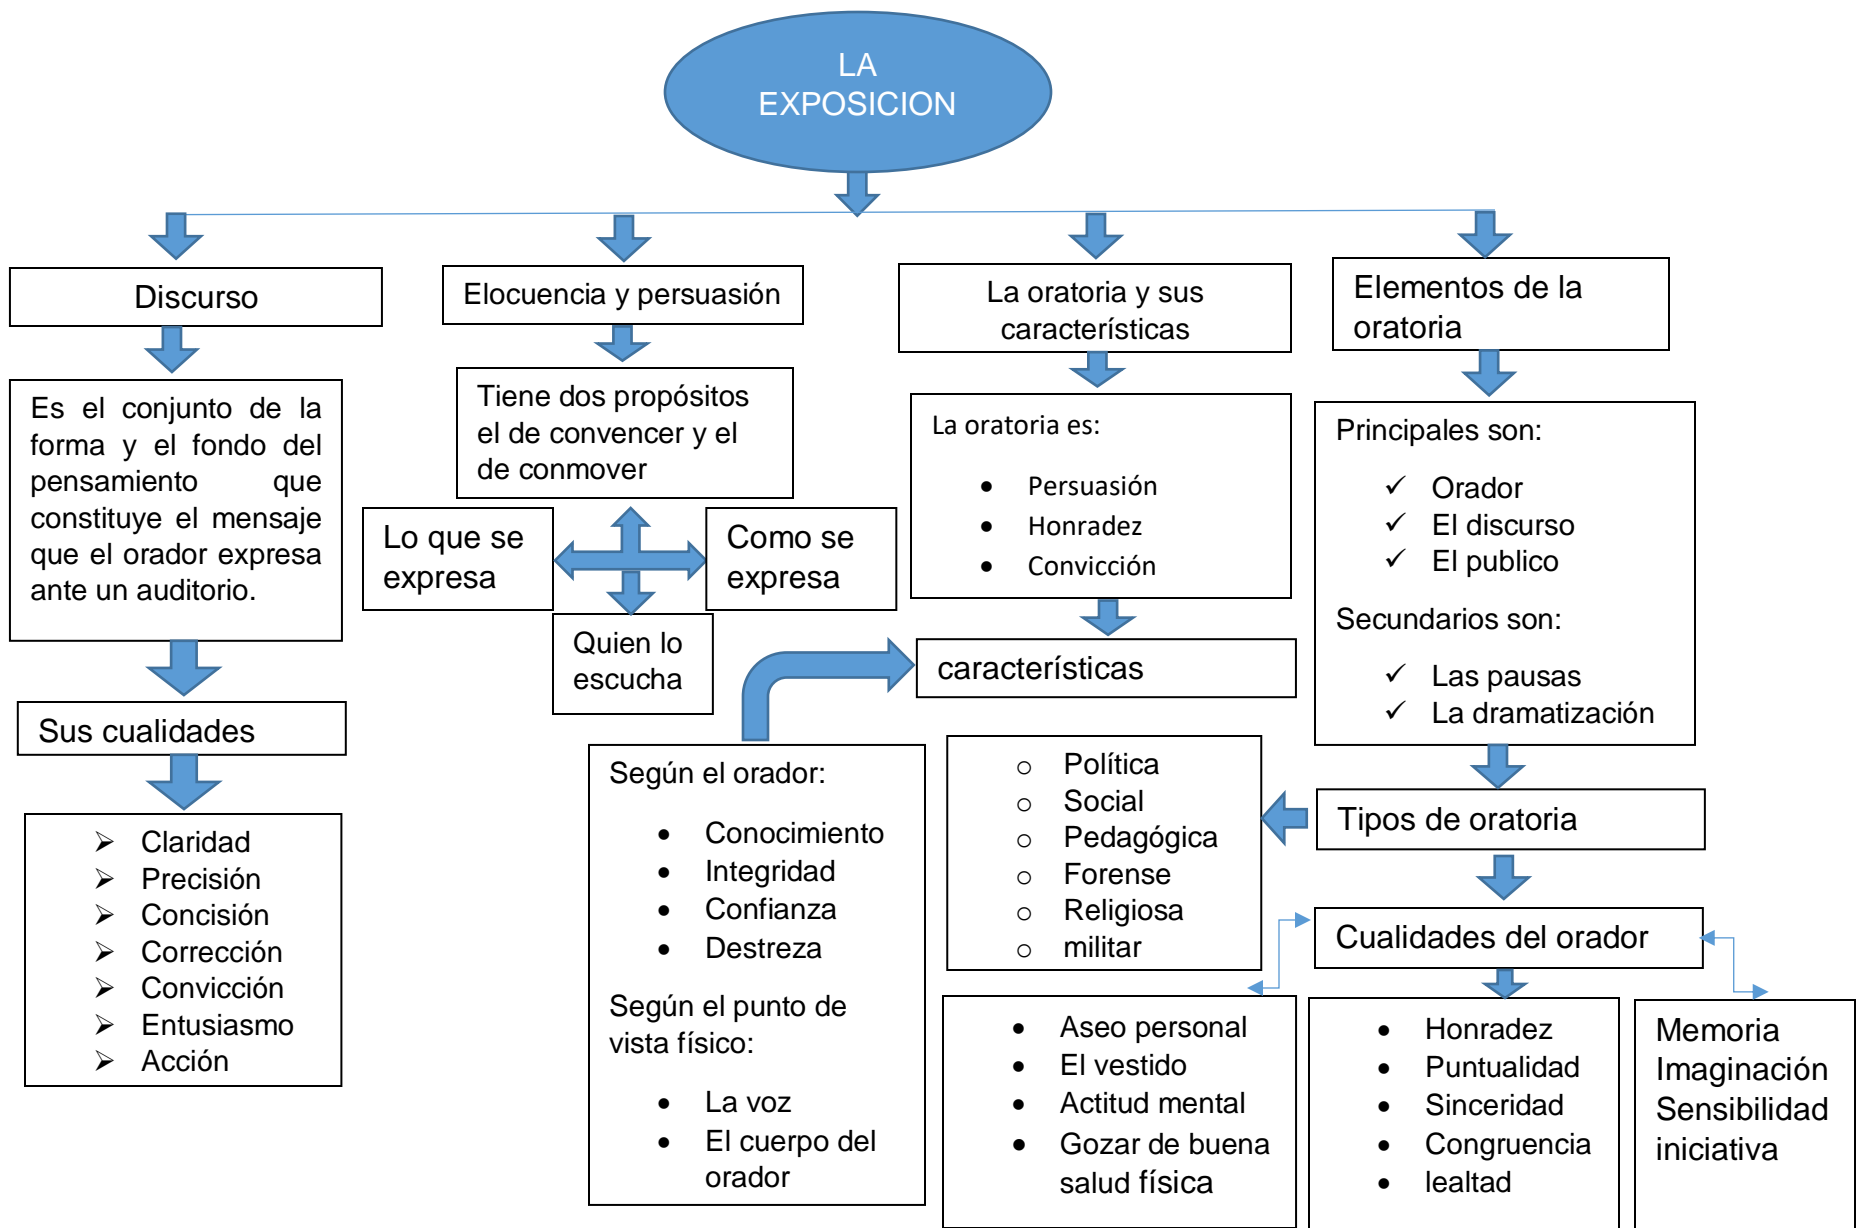 LA
EXPOSICION
Discurso
Es el conjunto de la
forma y el fondo del
pensamiento que
constituye el mensaje
que el orador expresa
ante un auditorio.
Sus cualidades
Claridad
Precisión
Concisión
Corrección
Convicción
Entusiasmo
Acción
Elocuencia y persuasión
Tiene dos propósitos
el de convencer y el
de conmover
Lo que se
expresa
Como se
expresa
Quien lo
escucha
La oratoria y sus
características
La oratoria es:
Persuasión
Honradez
Convicción
características
Según el orador:
Conocimiento
Integridad
Confianza
Destreza
Según el punto de
vista físico:
La voz
El cuerpo del
orador
Elementos de la
oratoria
Principales son:
Orador
El discurso
El publico
Secundarios son:
Las pausas
La dramatización
Tipos de oratoria
Política
Social
Pedagógica
Forense
Religiosa
militar
Cualidades del orador
Aseo personal
El vestido
Actitud mental
Gozar de buena
salud física
Honradez
Puntualidad
Sinceridad
Congruencia
lealtad
Memoria
Imaginación
Sensibilidad
iniciativa